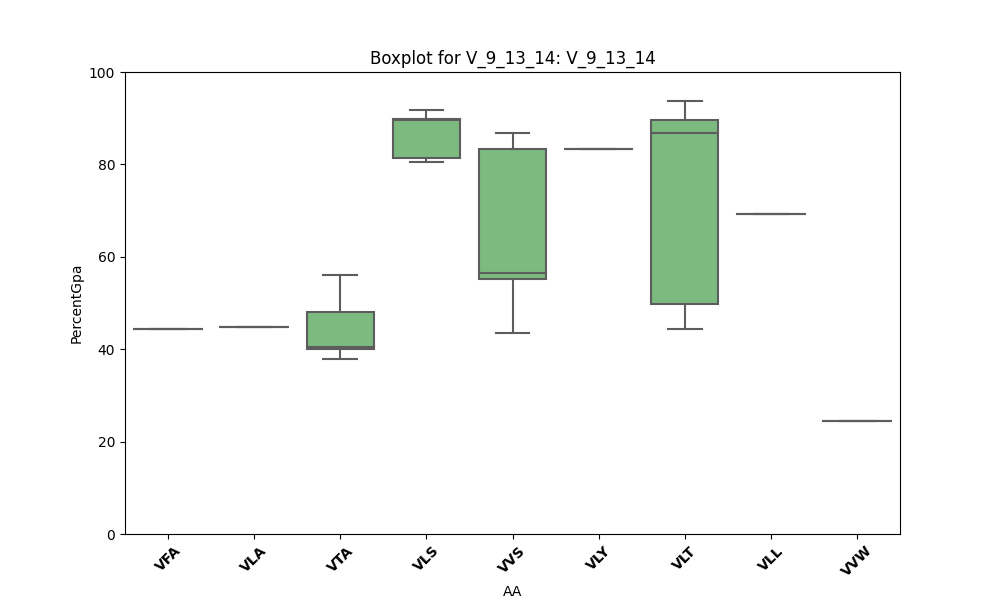 Boxplot for V_9_13_14: V_9_13_14
100
80
60
40
20
0
PercentGpa
VFA
VLA
VTA
VLS
VVS
VLY
VLT
VLL
VVW
AA